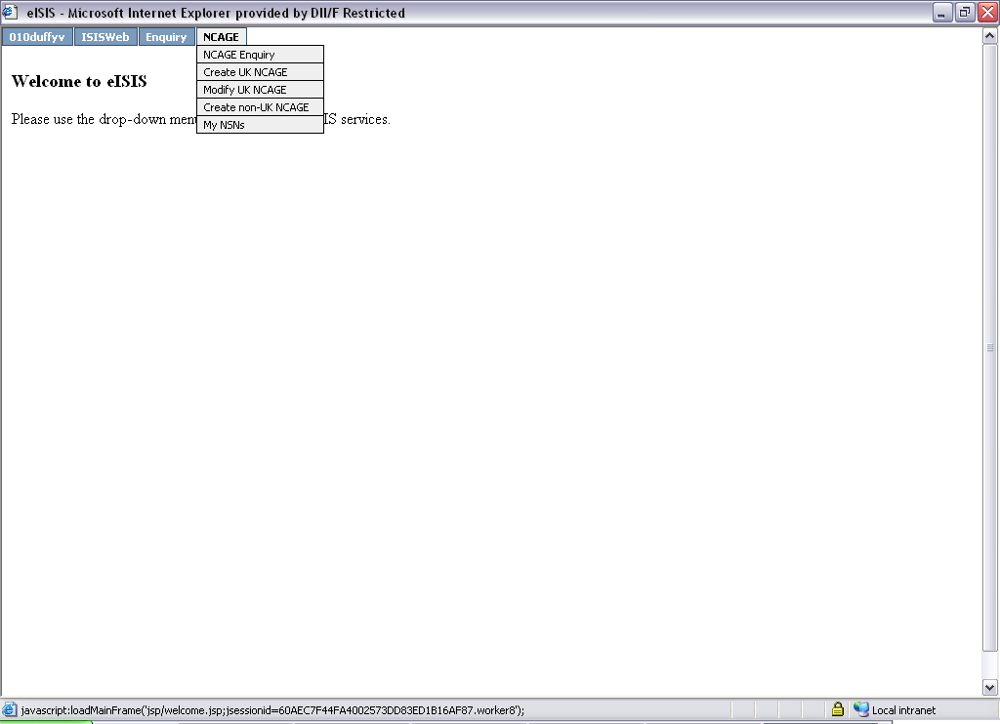 eISIS - Microsoft Internet Explorer provided by DII/F Restricted
010duffyv ISISWeb Enquiry NCAGE
NCAGE Enquiry
Create UK NCAGE
Modify UK NCAGE
Create non-UK NCAGE
My NSNs
Welcome to eISIS
Please use the drop-down IS services.
javascript:loadMainFrame('jsp/welcome.jsp;jsessionid=60AEC7F44FA4002573DD83ED1B16AF87.worker8'); Local intranet